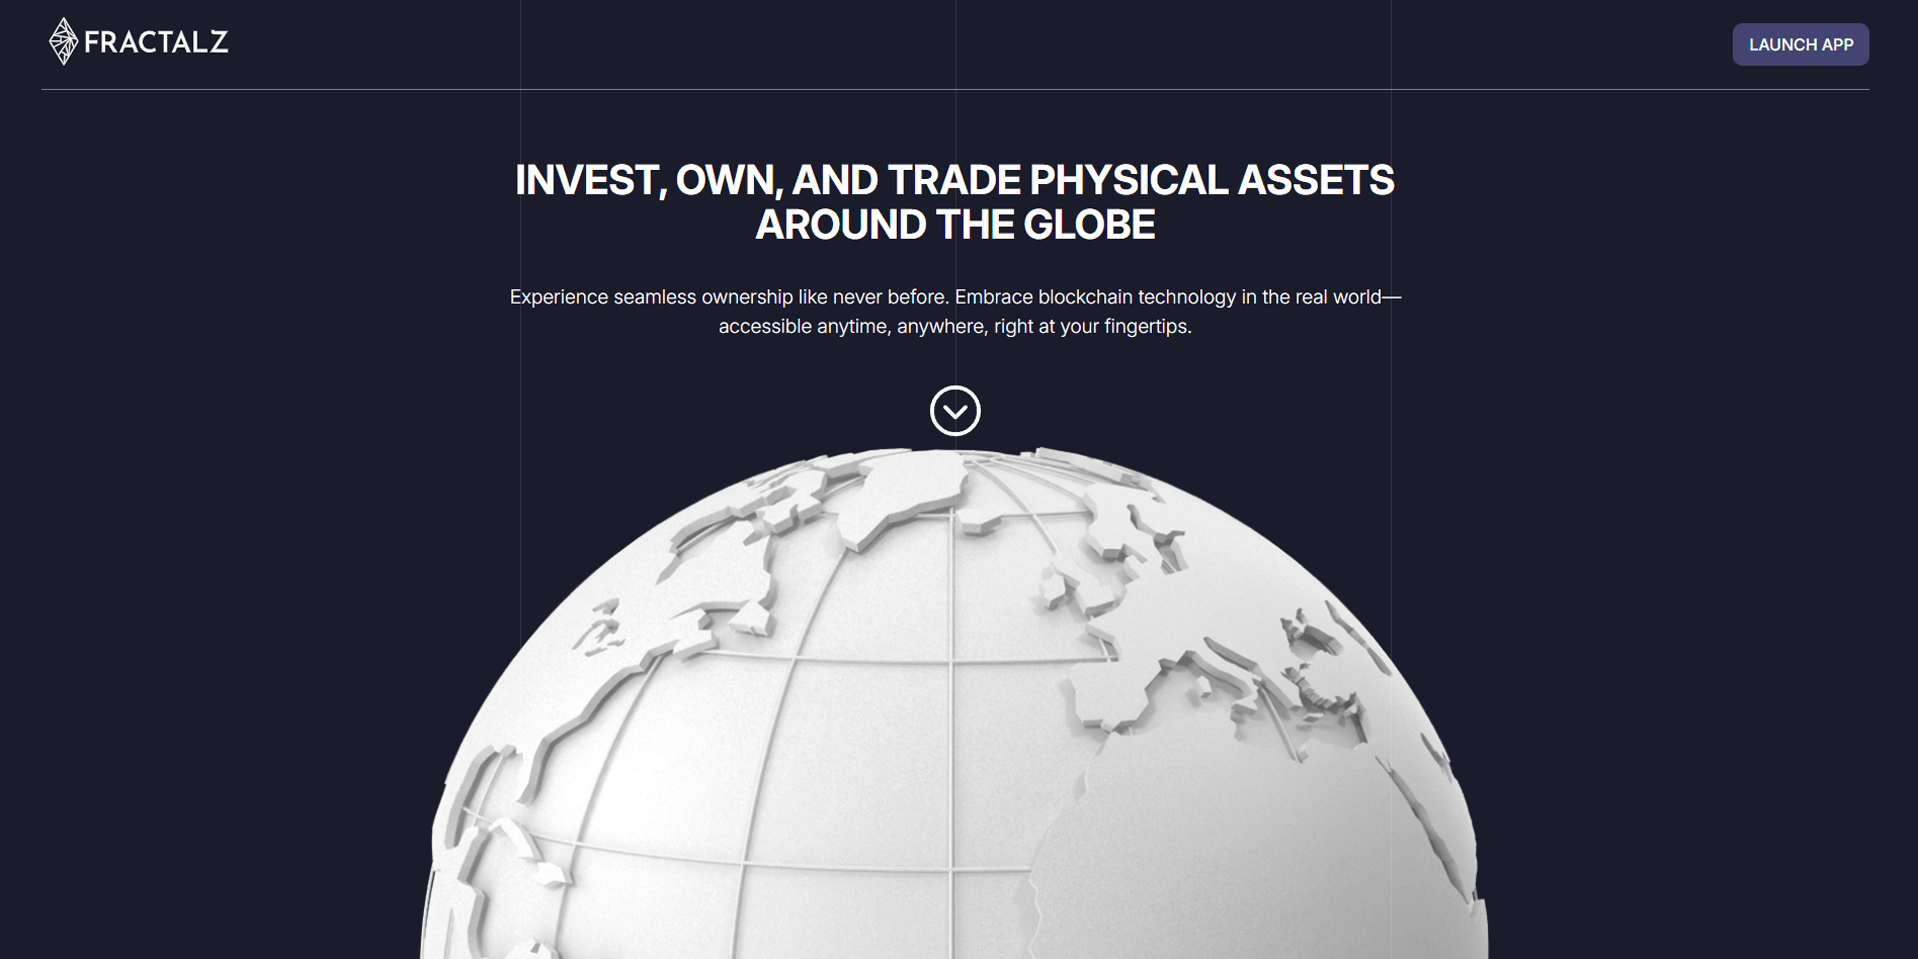 FRACTALZ
LAUNCH APP
INVEST, OWN, AND TRADE PHYSICAL ASSETS
AROUND THE GLOBE
Experience seamless ownership like never before. Embrace blockchain technology in the real world—
accessible anytime, anywhere, right at your fingertips.